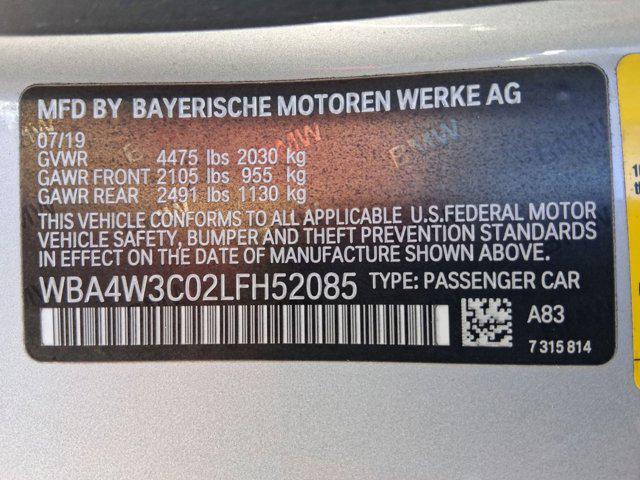 MFD BY BAYERISCHE MOTOREN WERKE AG
07/19
GVWR 4475 lbs 2030 kg
GAWR FRONT 2105 lbs 955 kg
GAWR REAR 2491 lbs 1130 kg
THIS VEHICLE CONFORMS TO ALL APPLICABLE U.S.FEDERAL MOTOR
VEHICLE SAFETY, BUMPER AND THEFT PREVENTION STANDARDS
IN EFFECT ON THE DATE OF MANUFACTURE SHOWN ABOVE.
WBA4W3C02LFH52085 TYPE: PASSENGER CAR
A83
7 315 814